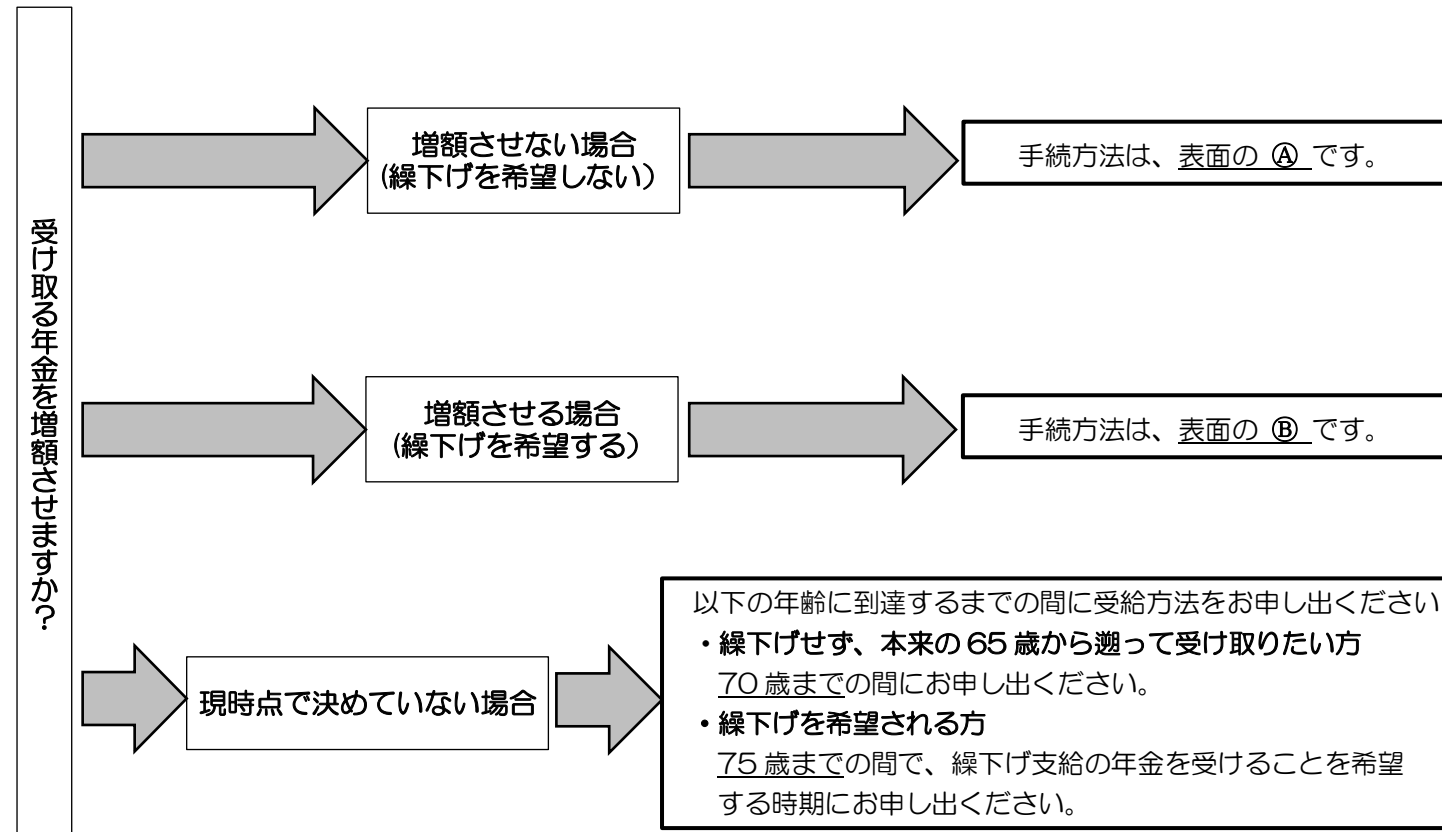 受け取る年金を増額させますか?
増額させない場合
(繰下げを希望しない)
手続方法は、表面の Ⓐ です。
増額させる場合
(繰下げを希望する)
手続方法は、表面の Ⓑ です。
現時点で決めていない場合
以下の年齢に到達するまでの間に受給方法をお申し出ください
・繰下げせず、本来の 65 歳から遡って受け取りたい方
70 歳までの間にお申し出ください。
・繰下げを希望される方
75 歳までの間で、繰下げ支給の年金を受けることを希望
する時期にお申し出ください。